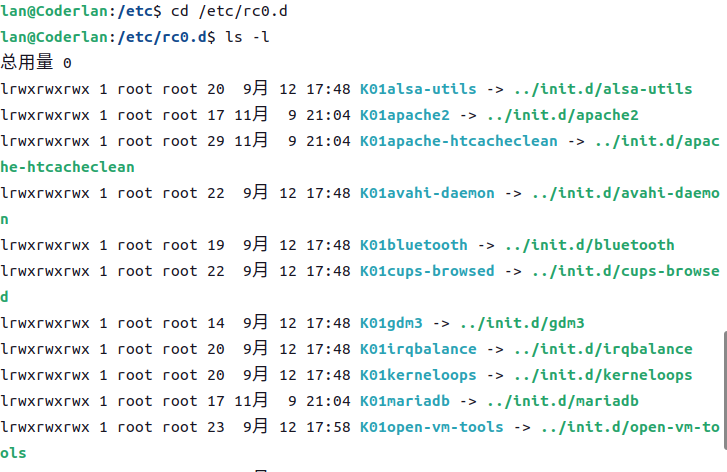 lan@Coderlan:/etc$ cd /etc/rc0.d
lan@Coderlan:/etc/rc0.d$ ls -l
总用量 0
lrwxrwxrwx 1 root root 20  9月 12 17:48 K01alsa-utils -> ../init.d/alsa-utils
lrwxrwxrwx 1 root root 17 11月  9 21:04 K01apache2 -> ../init.d/apache2
lrwxrwxrwx 1 root root 29 11月  9 21:04 K01apache-htcacheclean -> ../init.d/apac
he-htcacheclean
lrwxrwxrwx 1 root root 22  9月 12 17:48 K01avahi-daemon -> ../init.d/avahi-daemo
n
lrwxrwxrwx 1 root root 19  9月 12 17:48 K01bluetooth -> ../init.d/bluetooth
lrwxrwxrwx 1 root root 22  9月 12 17:48 K01cups-browsed -> ../init.d/cups-browse
d
lrwxrwxrwx 1 root root 14  9月 12 17:48 K01gdm3 -> ../init.d/gdm3
lrwxrwxrwx 1 root root 20  9月 12 17:48 K01irqbalance -> ../init.d/irqbalance
lrwxrwxrwx 1 root root 20  9月 12 17:48 K01kerneloops -> ../init.d/kerneloops
lrwxrwxrwx 1 root root 17 11月  9 21:04 K01mariadb -> ../init.d/mariadb
lrwxrwxrwx 1 root root 23  9月 12 17:58 K01open-vm-tools -> ../init.d/open-vm-to
ols